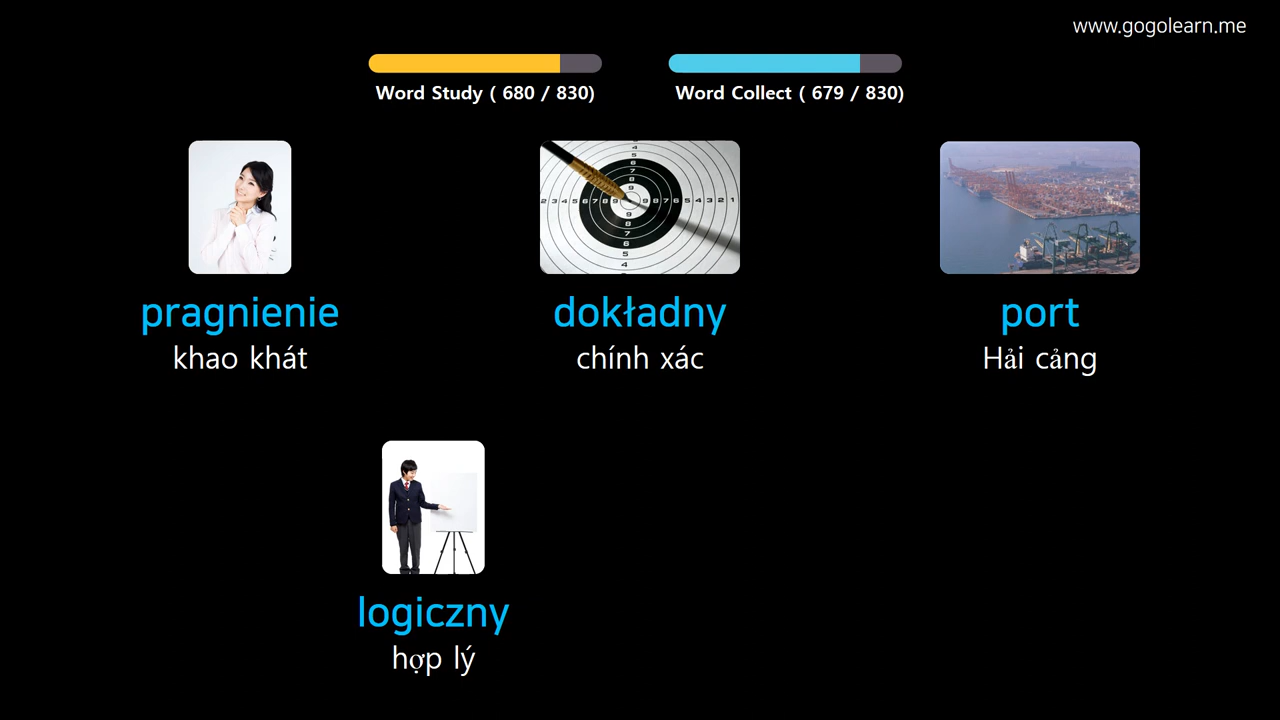 www.gogolearn.me
Word Study ( 680 / 830)
Word Collect ( 679 / 830)
pragnienie
khao khát
dokładny
chính xác
port
Hải cảng
logiczny
hợp lý